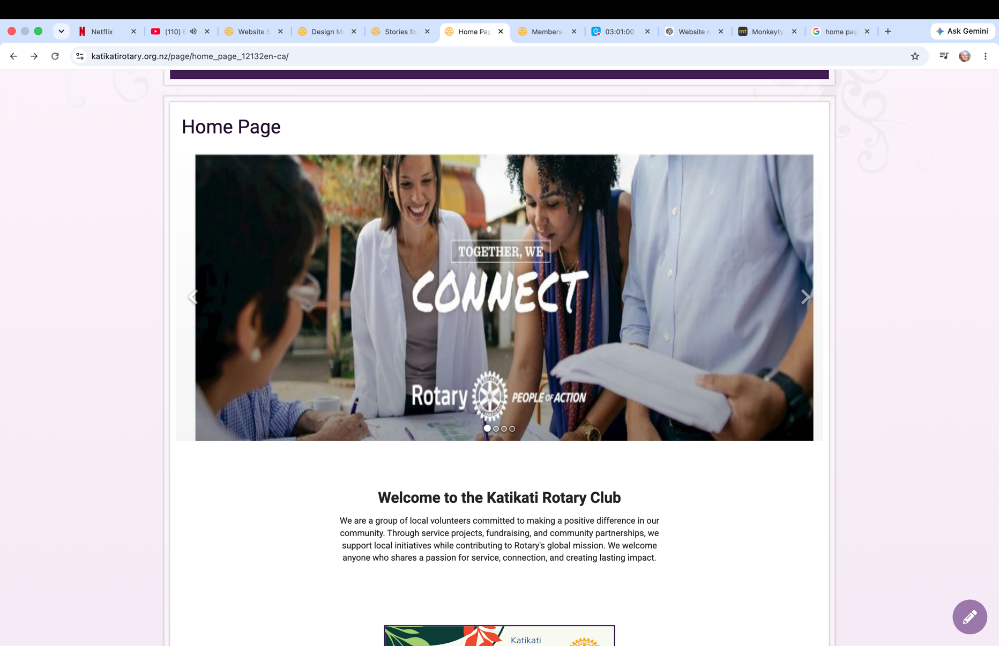 Netflix
(110)
Website S
Design M
Stories fo
Home Pag
Members
03:01:00
Website r
mt
Monkeyty
home pag
Ask Gemini
katikatirotary.org.nz/page/home_page_12132en-ca/
Home Page
TOGETHER, WE
CONNECT
Rotary
PEOPLE OF ACTION
Welcome to the Katikati Rotary Club
We are a group of local volunteers committed to making a positive difference in our
community. Through service projects, fundraising, and community partnerships, we
support local initiatives while contributing to Rotary's global mission. We welcome
anyone who shares a passion for service, connection, and creating lasting impact.
Katikati